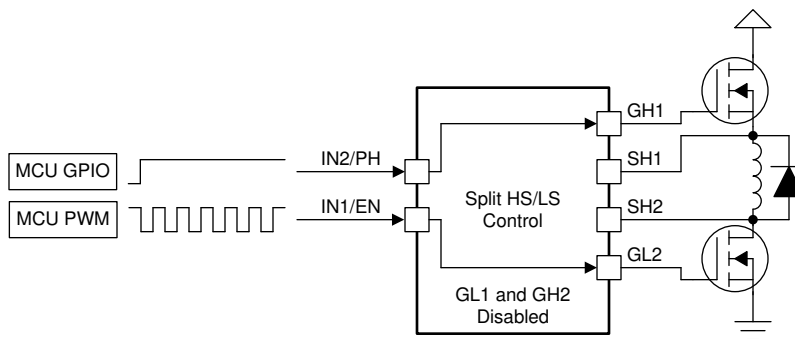 MCU GPIO
MCU PWM
IN2/PH
IN1/EN
Split HS/LS
Control
GL1 and GH2
Disabled
GH1
SH1
SH2
GL2